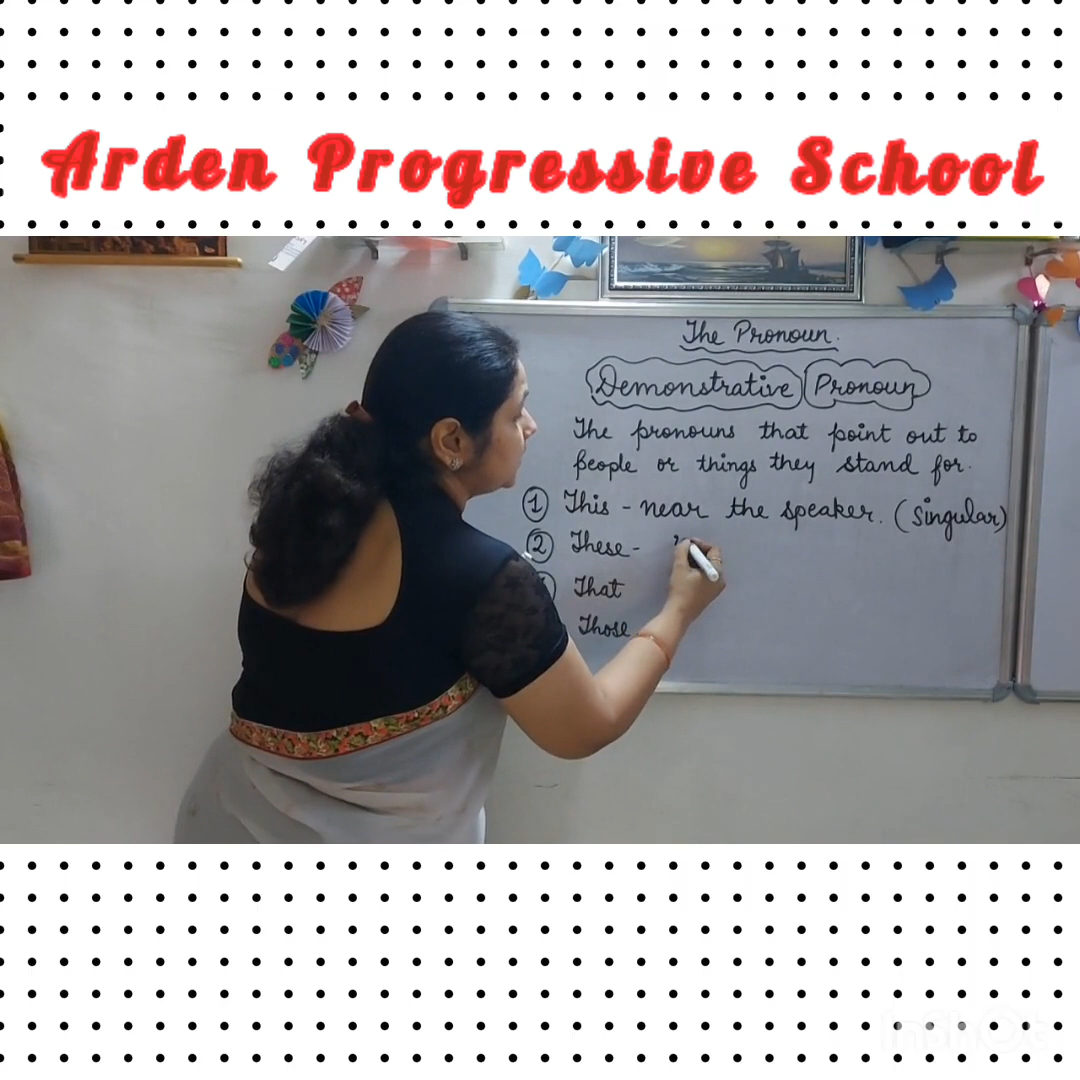 Arden Progressive School
The Pronoun.
Demonstrative Pronoun
The pronouns that point out to
people or things they stand for.
1 This - near the speaker. (Singular)
2 These -
That
Those
InShOt